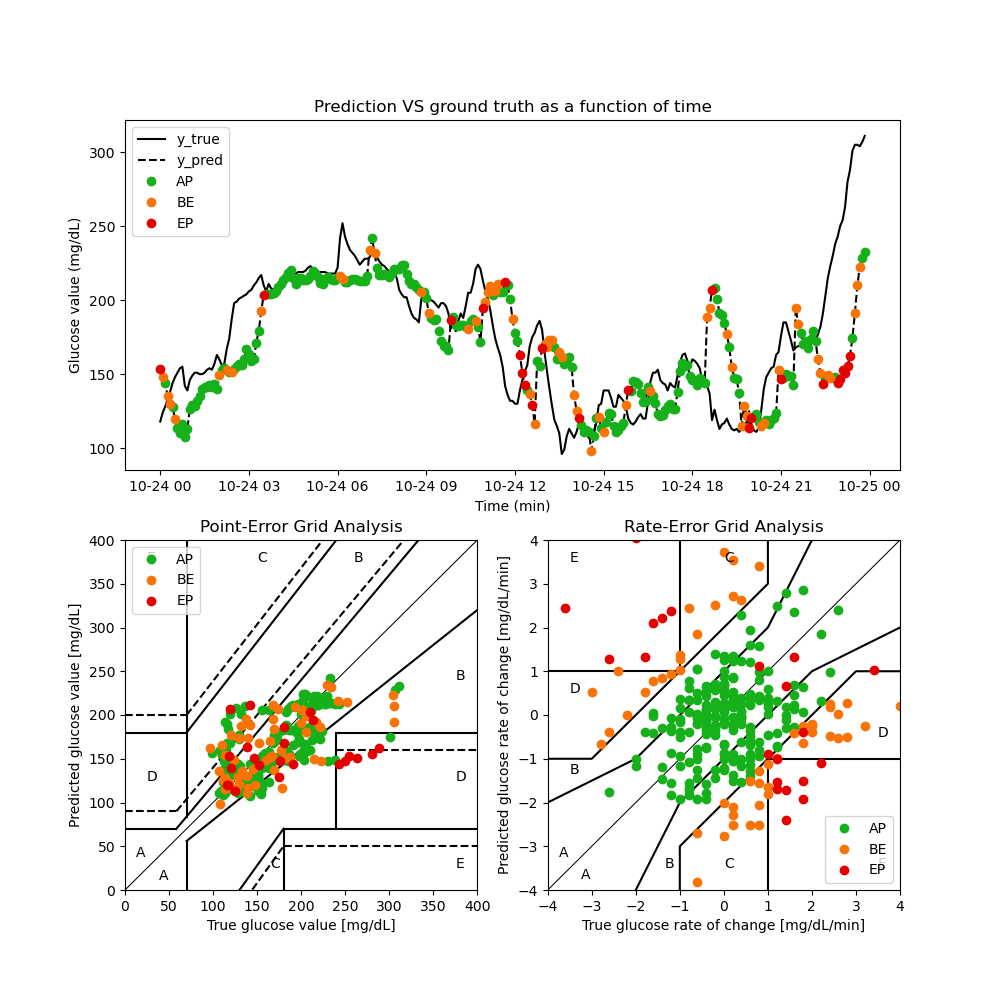 Prediction VS ground truth as a function of time
Glucose value (mg/dL)
300
250
200
150
100
y_true
y_pred
AP
BE
EP
10-24 00 10-24 03 10-24 06 10-24 09 10-24 12 10-24 15 10-24 18 10-24 21 10-25 00
Time (min)
Point-Error Grid Analysis
Predicted glucose value [mg/dL]
400
350
300
250
200
150
100
50
0
AP
BE
EP
E
C
B
B
D
D
A
A
C
E
0 50 100 150 200 250 300 350 400
True glucose value [mg/dL]
Rate-Error Grid Analysis
Predicted glucose rate of change [mg/dL/min]
4
3
2
1
0
−1
−2
−3
−4
E
C
D
D
B
A
A
B
C
E
AP
BE
EP
−4 −3 −2 −1 0 1 2 3 4
True glucose rate of change [mg/dL/min]